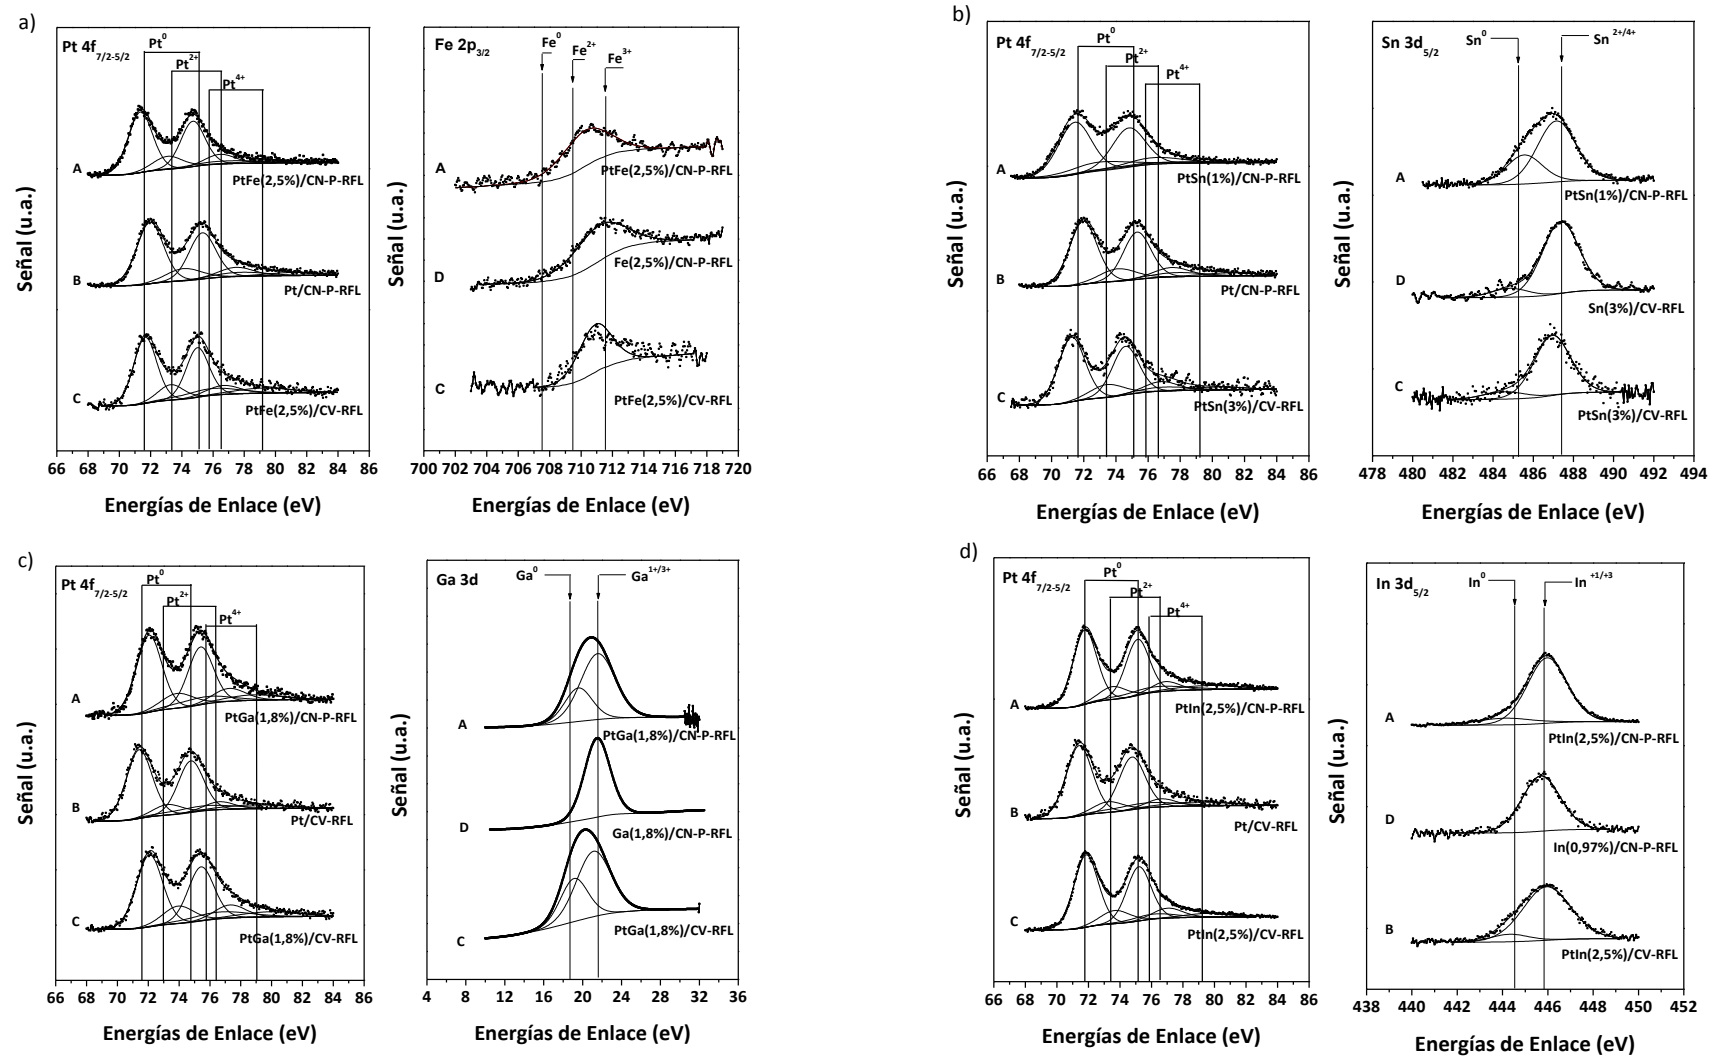 a)
Pt 4f7/2-5/2
Pt0
Pt2+
Pt4+
A
PtFe(2,5%)/CN-P-RFL
B
Pt/CN-P-RFL
C
PtFe(2,5%)/CV-RFL
Señal (u.a.)
66 68 70 72 74 76 78 80 82 84 86
Energías de Enlace (eV)
Fe 2p3/2
Fe0
Fe2+
Fe3+
A
PtFe(2,5%)/CN-P-RFL
D
Fe(2,5%)/CN-P-RFL
C
PtFe(2,5%)/CV-RFL
Señal (u.a.)
700 702 704 706 708 710 712 714 716 718 720
Energías de Enlace (eV)
b)
Pt 4f7/2-5/2
Pt0
Pt2+
Pt4+
A
PtSn(1%)/CN-P-RFL
B
Pt/CN-P-RFL
C
PtSn(3%)/CV-RFL
Señal (u.a.)
66 68 70 72 74 76 78 80 82 84 86
Energías de Enlace (eV)
Sn 3d5/2
Sn0
Sn2+/4+
A
PtSn(1%)/CN-P-RFL
D
Sn(3%)/CV-RFL
C
PtSn(3%)/CV-RFL
Señal (u.a.)
478 480 482 484 486 488 490 492 494
Energías de Enlace (eV)
c)
Pt 4f7/2-5/2
Pt0
Pt2+
Pt4+
A
PtGa(1,8%)/CN-P-RFL
B
Pt/CV-RFL
C
PtGa(1,8%)/CV-RFL
Señal (u.a.)
66 68 70 72 74 76 78 80 82 84 86
Energías de Enlace (eV)
Ga 3d
Ga0
Ga1+/3+
A
PtGa(1,8%)/CN-P-RFL
D
Ga(1,8%)/CN-P-RFL
C
PtGa(1,8%)/CV-RFL
Señal (u.a.)
4 8 12 16 20 24 28 32 36
Energías de Enlace (eV)
d)
Pt 4f7/2-5/2
Pt0
Pt2+
Pt4+
A
PtIn(2,5%)/CN-P-RFL
B
Pt/CV-RFL
C
PtIn(2,5%)/CV-RFL
Señal (u.a.)
66 68 70 72 74 76 78 80 82 84 86
Energías de Enlace (eV)
In 3d5/2
In0
In+1/+3
A
PtIn(2,5%)/CN-P-RFL
D
In(0,97%)/CN-P-RFL
B
PtIn(2,5%)/CV-RFL
Señal (u.a.)
438 440 442 444 446 448 450 452
Energías de Enlace (eV)